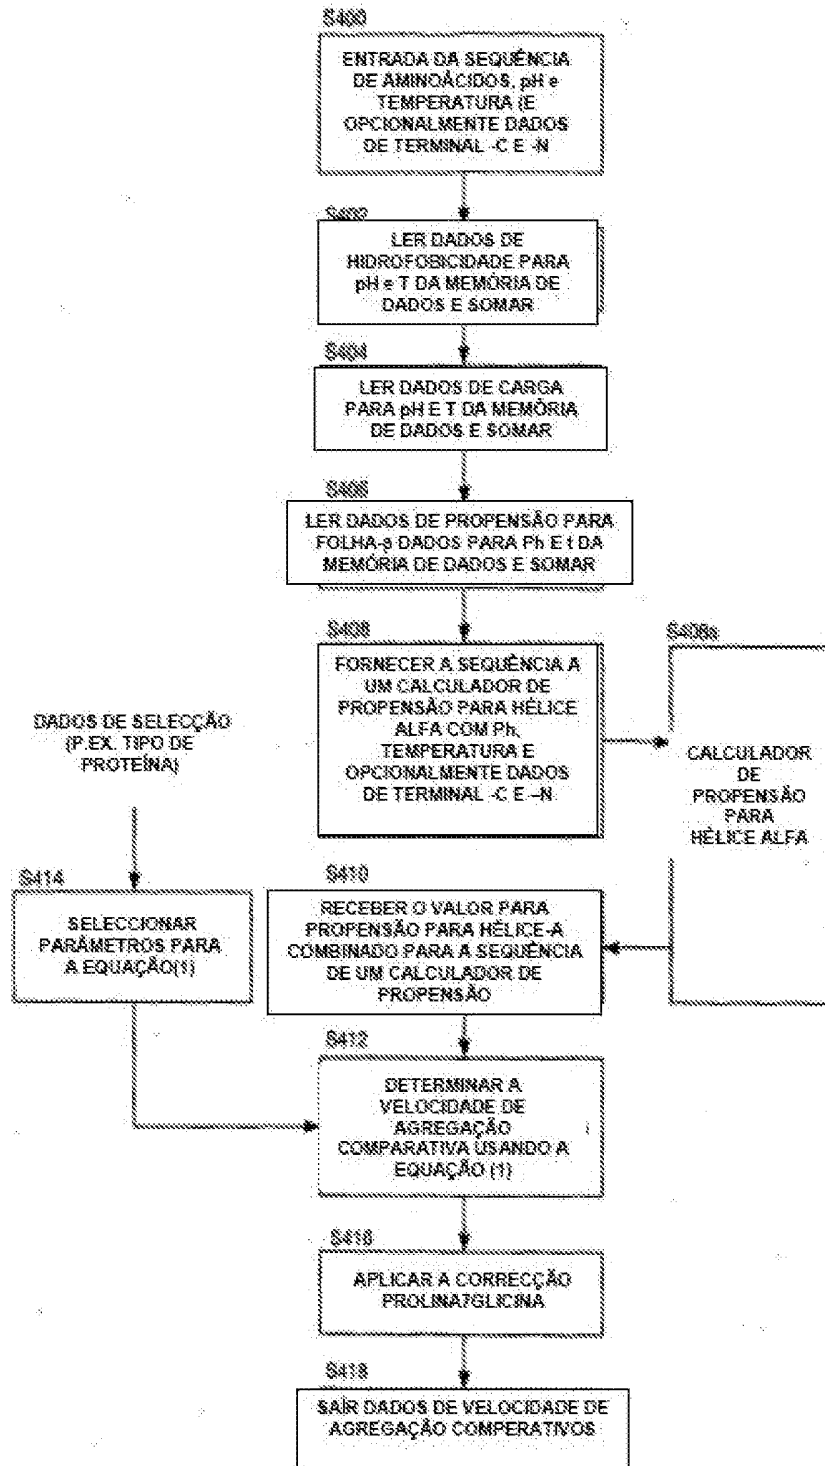 S400
ENTRADA DA SEQUÊNCIA
DE AMINOÁCIDOS, pH e
TEMPERATURA (E
OPCIONALMENTE DADOS
DE TERMINAL -C E -N
S402
LER DADOS DE
HIDROFOBICIDADE PARA
pH e T DA MEMÓRIA DE
DADOS E SOMAR
S404
LER DADOS DE CARGA
PARA pH E T DA MEMÓRIA
DE DADOS E SOMAR
S406
LER DADOS DE PROPENSÃO PARA
FOLHA-β DADOS PARA Ph E t DA
MEMÓRIA DE DADOS E SOMAR
S408
FORNECER A SEQUÊNCIA A
UM CALCULADOR DE
PROPENSÃO PARA HÉLICE
ALFA COM Ph,
TEMPERATURA E
OPCIONALMENTE DADOS
DE TERMINAL -C E –N
S408a
CALCULADOR
DE
PROPENSÃO
PARA
HÉLICE ALFA
DADOS DE SELECÇÃO
(P.EX. TIPO DE
PROTEÍNA)
S414
SELECCIONAR
PARÂMETROS PARA
A EQUAÇÃO(1)
S410
RECEBER O VALOR PARA
PROPENSÃO PARA HÉLICE-A
COMBINADO PARA A SEQUÊNCIA
DE UM CALCULADOR DE
PROPENSÃO
S412
DETERMINAR A
VELOCIDADE DE
AGREGAÇÃO
COMPARATIVA USANDO A
EQUAÇÃO (1)
S416
APLICAR A CORRECÇÃO
PROLINA7GLICINA
S418
SAÍR DADOS DE VELOCIDADE DE
AGREGAÇÃO COMPERATIVOS